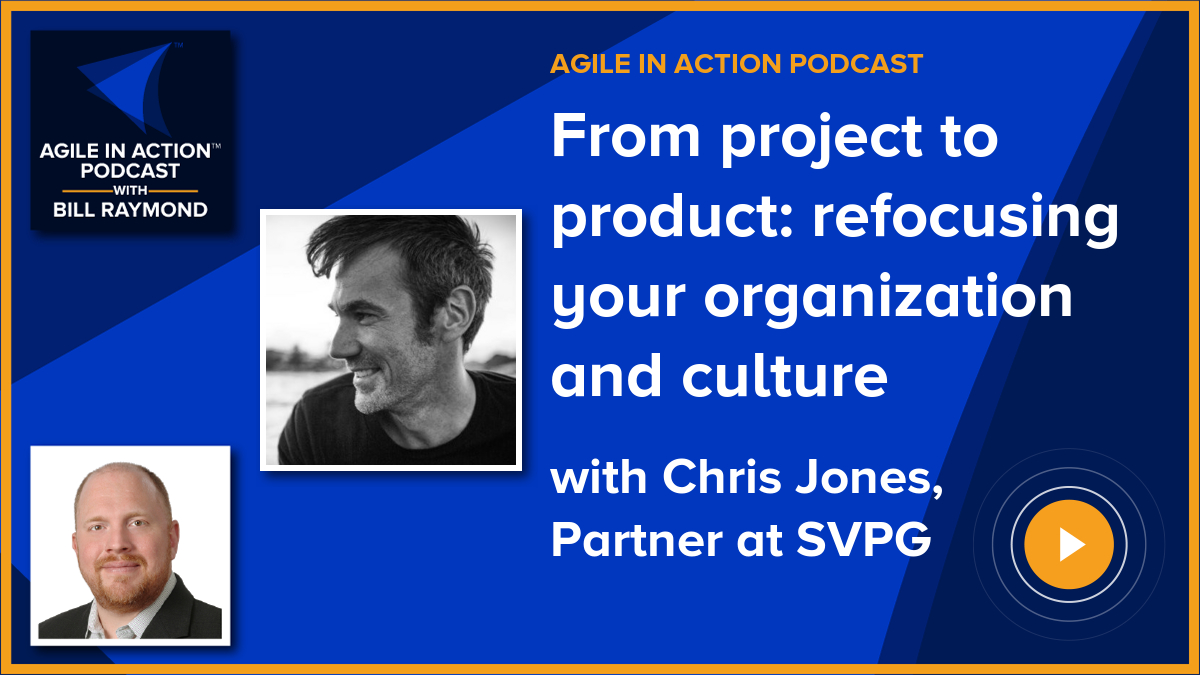 AGILE IN ACTION™
PODCAST
WITH
BILL RAYMOND
AGILE IN ACTION PODCAST
From project to
product: refocusing
your organization
and culture
with Chris Jones,
Partner at SVPG